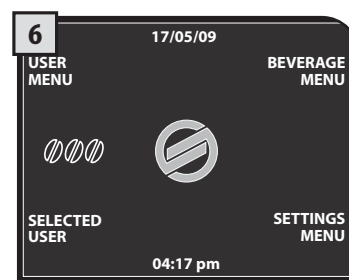 6
17/05/09
USER
MENU
BEVERAGE
MENU
SELECTED
USER
SETTINGS
MENU
04:17 pm